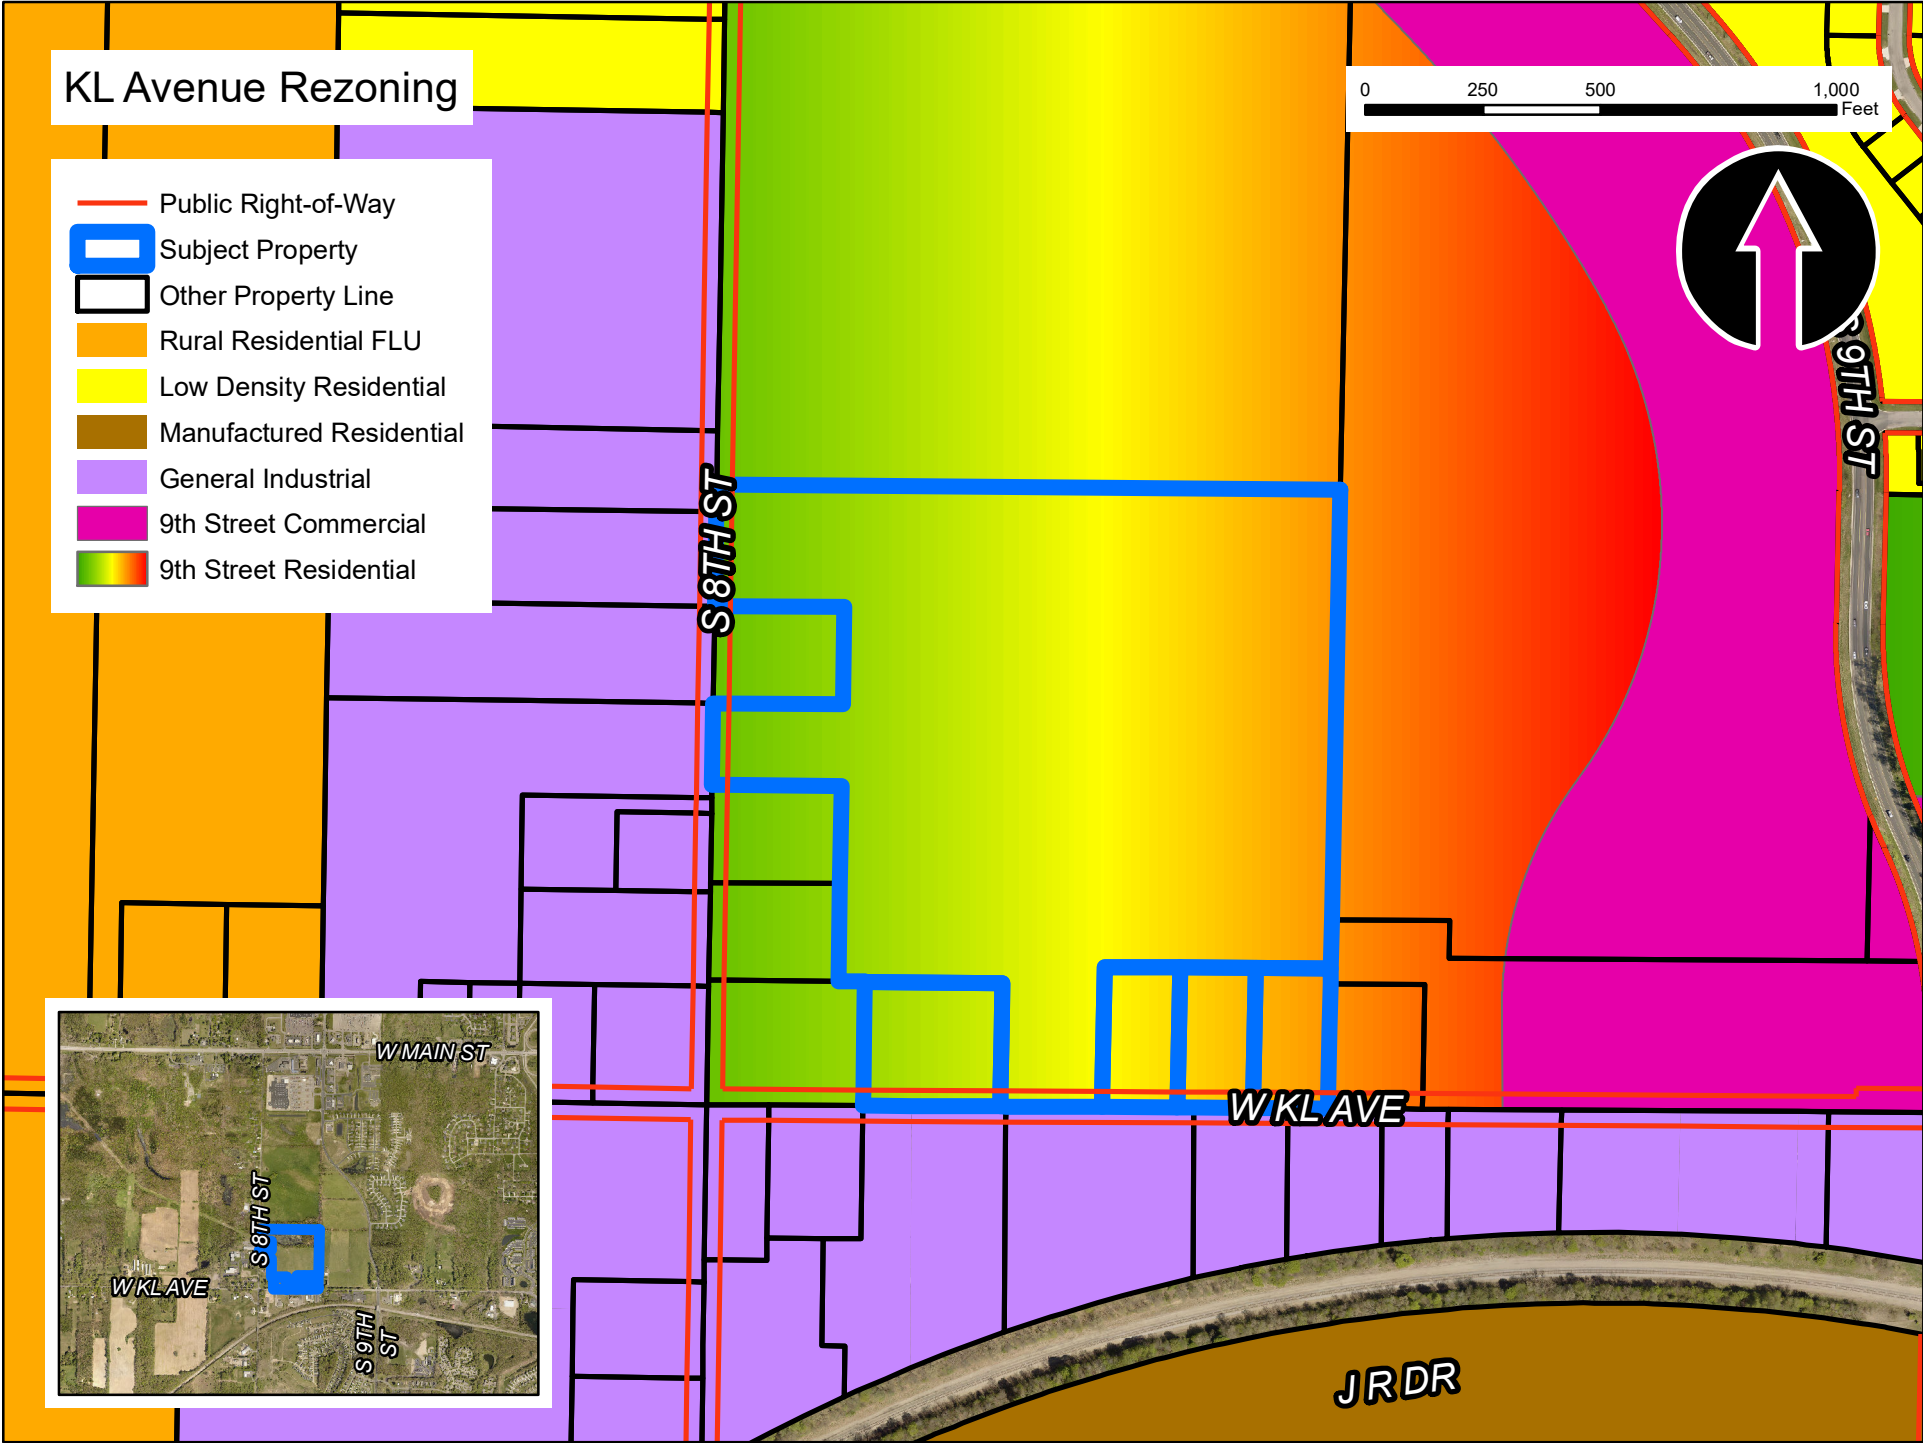 KL Avenue Rezoning
0 250 500 1,000
Feet
Public Right-of-Way
Subject Property
Other Property Line
Rural Residential FLU
Low Density Residential
Manufactured Residential
General Industrial
9th Street Commercial
9th Street Residential
S 8TH ST
S 9TH ST
W KL AVE
J R DR
W MAIN ST
S 8TH ST
W KL AVE
S 9TH
ST